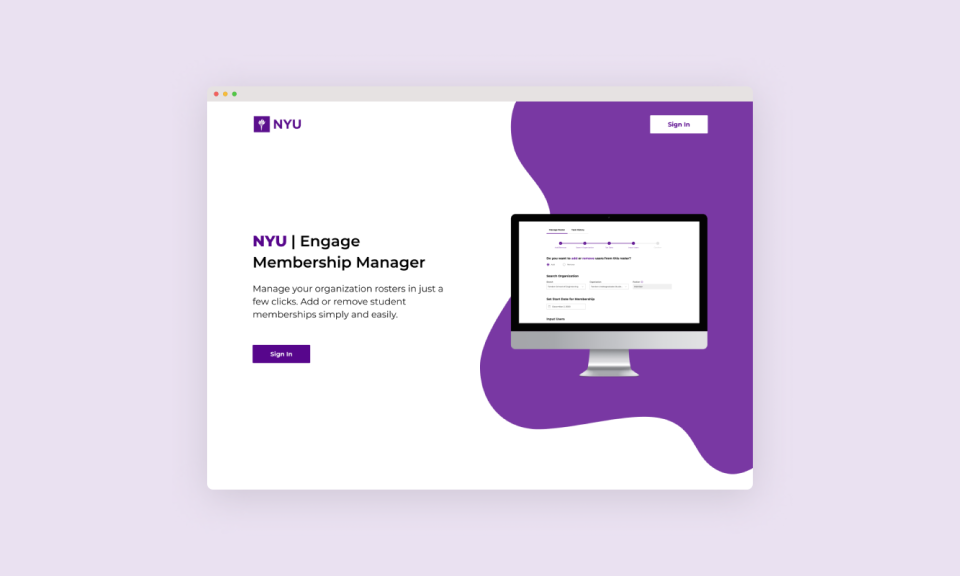 NYU
Sign In
NYU | Engage
Membership Manager
Manage your organization rosters in just a
few clicks. Add or remove student
memberships simply and easily.
Sign In
Do you want to add or remove users from this roster?
Search Organization
Set Start Date for Membership
Input Users